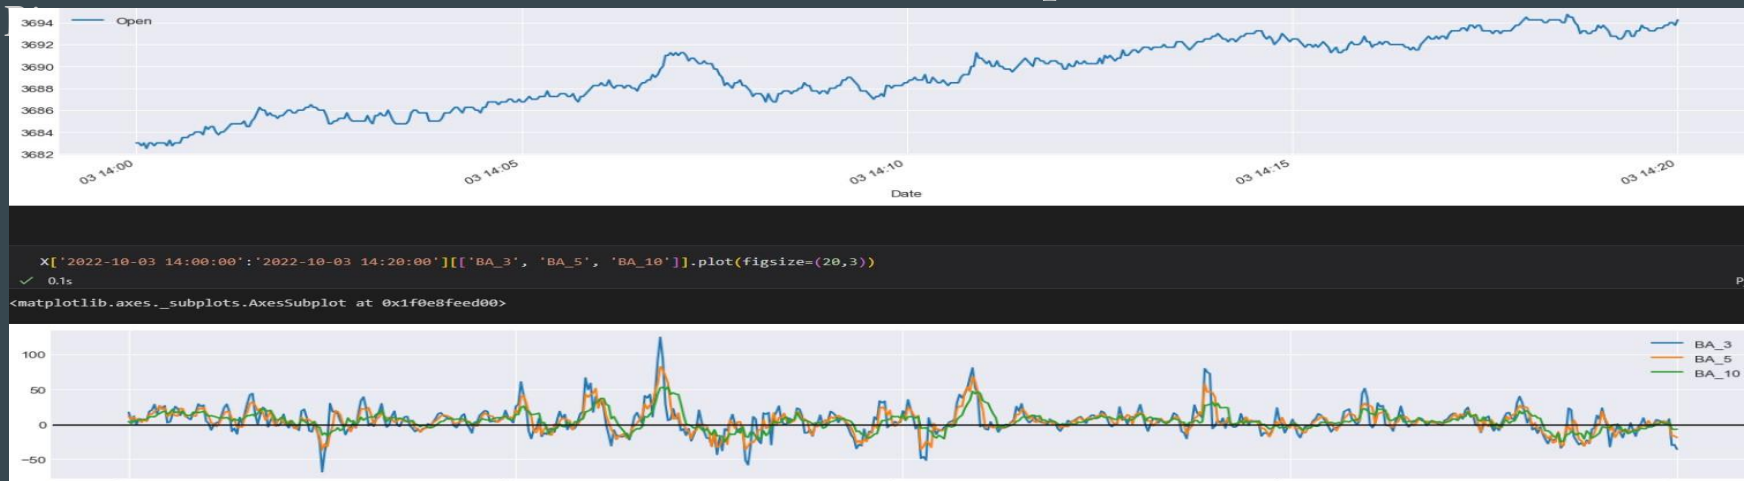 3694
Open
3692
3690
3688
3686
3684
3682
03 14:00
03 14:05
03 14:10
03 14:15
03 14:20
Date
X['2022-10-03 14:00:00':'2022-10-03 14:20:00'][['BA_3', 'BA_5', 'BA_10']].plot(figsize=(20,3))
✓ 0.1s
<matplotlib.axes._subplots.AxesSubplot at 0x1f0e8feed00>
100
50
0
−50
BA_3
BA_5
BA_10